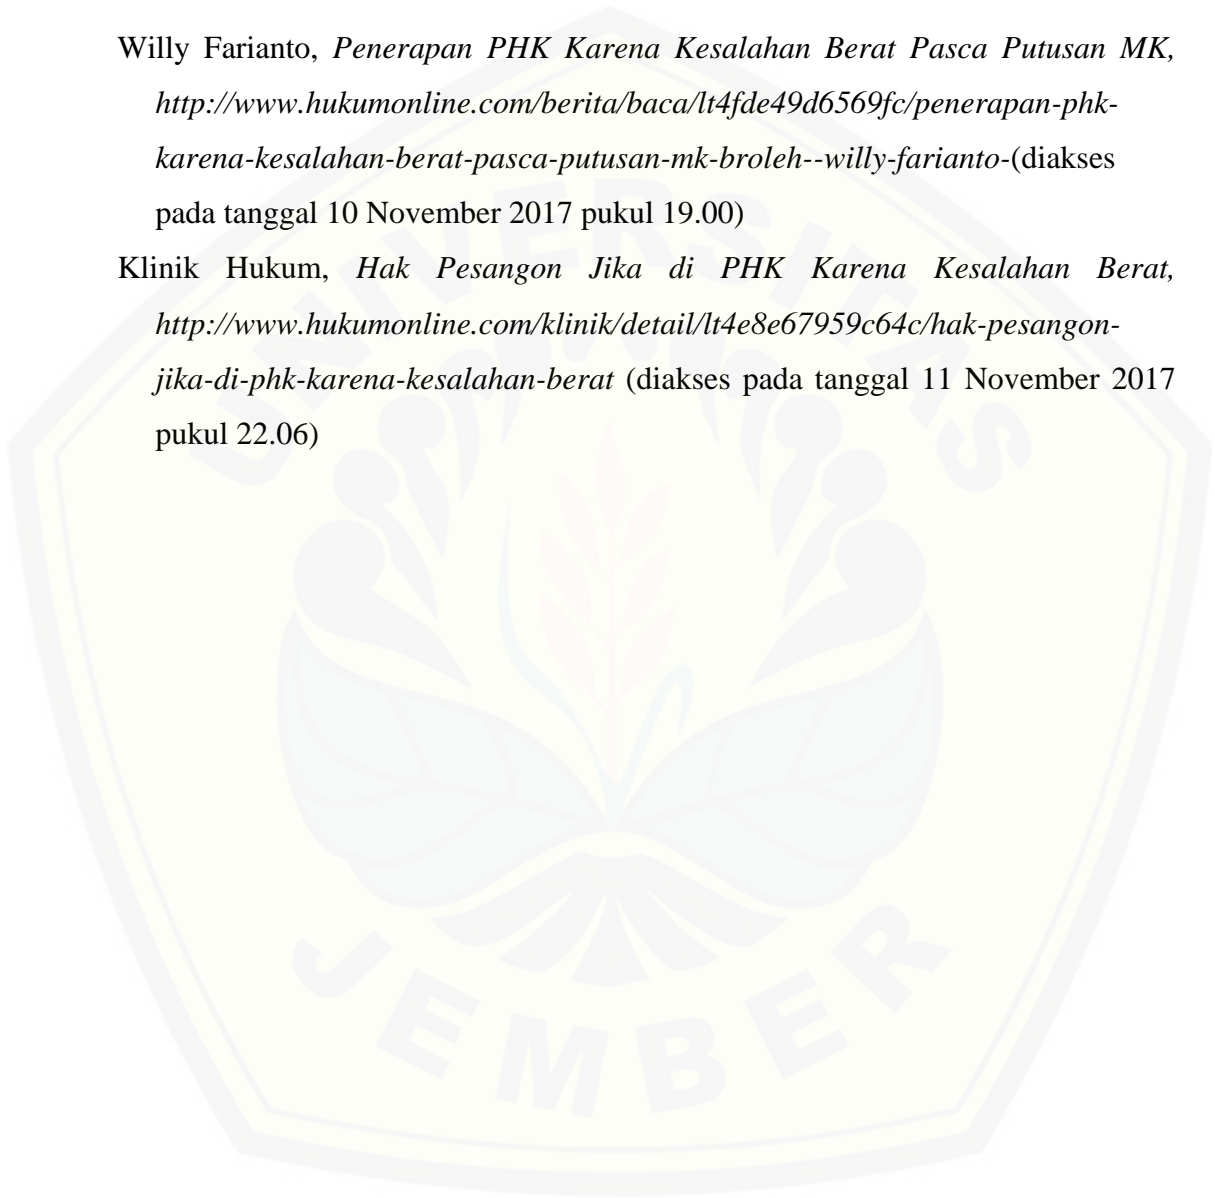 Willy Farianto, Penerapan PHK Karena Kesalahan Berat Pasca Putusan MK,
http://www.hukumonline.com/berita/baca/lt4fde49d6569fc/penerapan-phk-
karena-kesalahan-berat-pasca-putusan-mk-broleh--willy-farianto-(diakses
pada tanggal 10 November 2017 pukul 19.00)
Klinik Hukum, Hak Pesangon Jika di PHK Karena Kesalahan Berat,
http://www.hukumonline.com/klinik/detail/lt4e8e67959c64c/hak-pesangon-
jika-di-phk-karena-kesalahan-berat (diakses pada tanggal 11 November 2017
pukul 22.06)
UNIVERSITAS
JEMBER